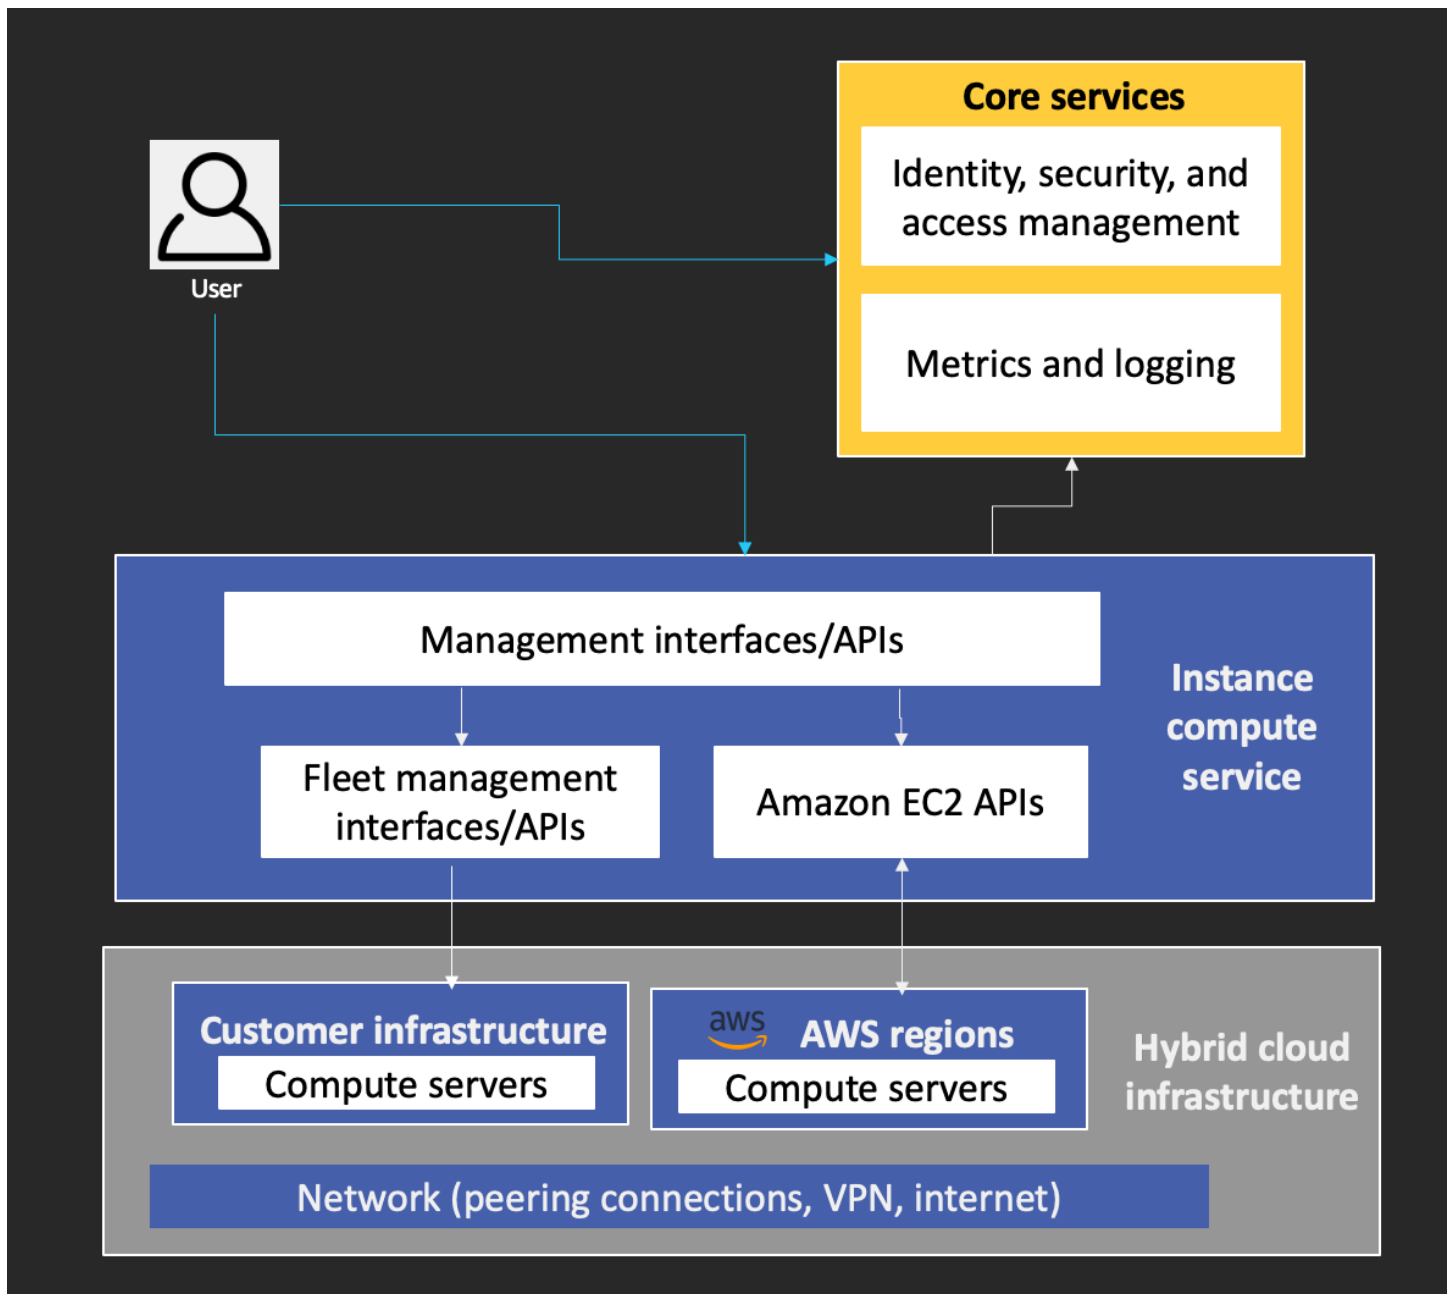 Core services
Identity, security, and
access management
User
Metrics and logging
Management interfaces/APIs
Instance
compute
service
Fleet management
interfaces/APIs
Amazon EC2 APIs
Customer infrastructure
Compute servers
aws
AWS regions
Compute servers
Hybrid cloud
infrastructure
Network (peering connections, VPN, internet)